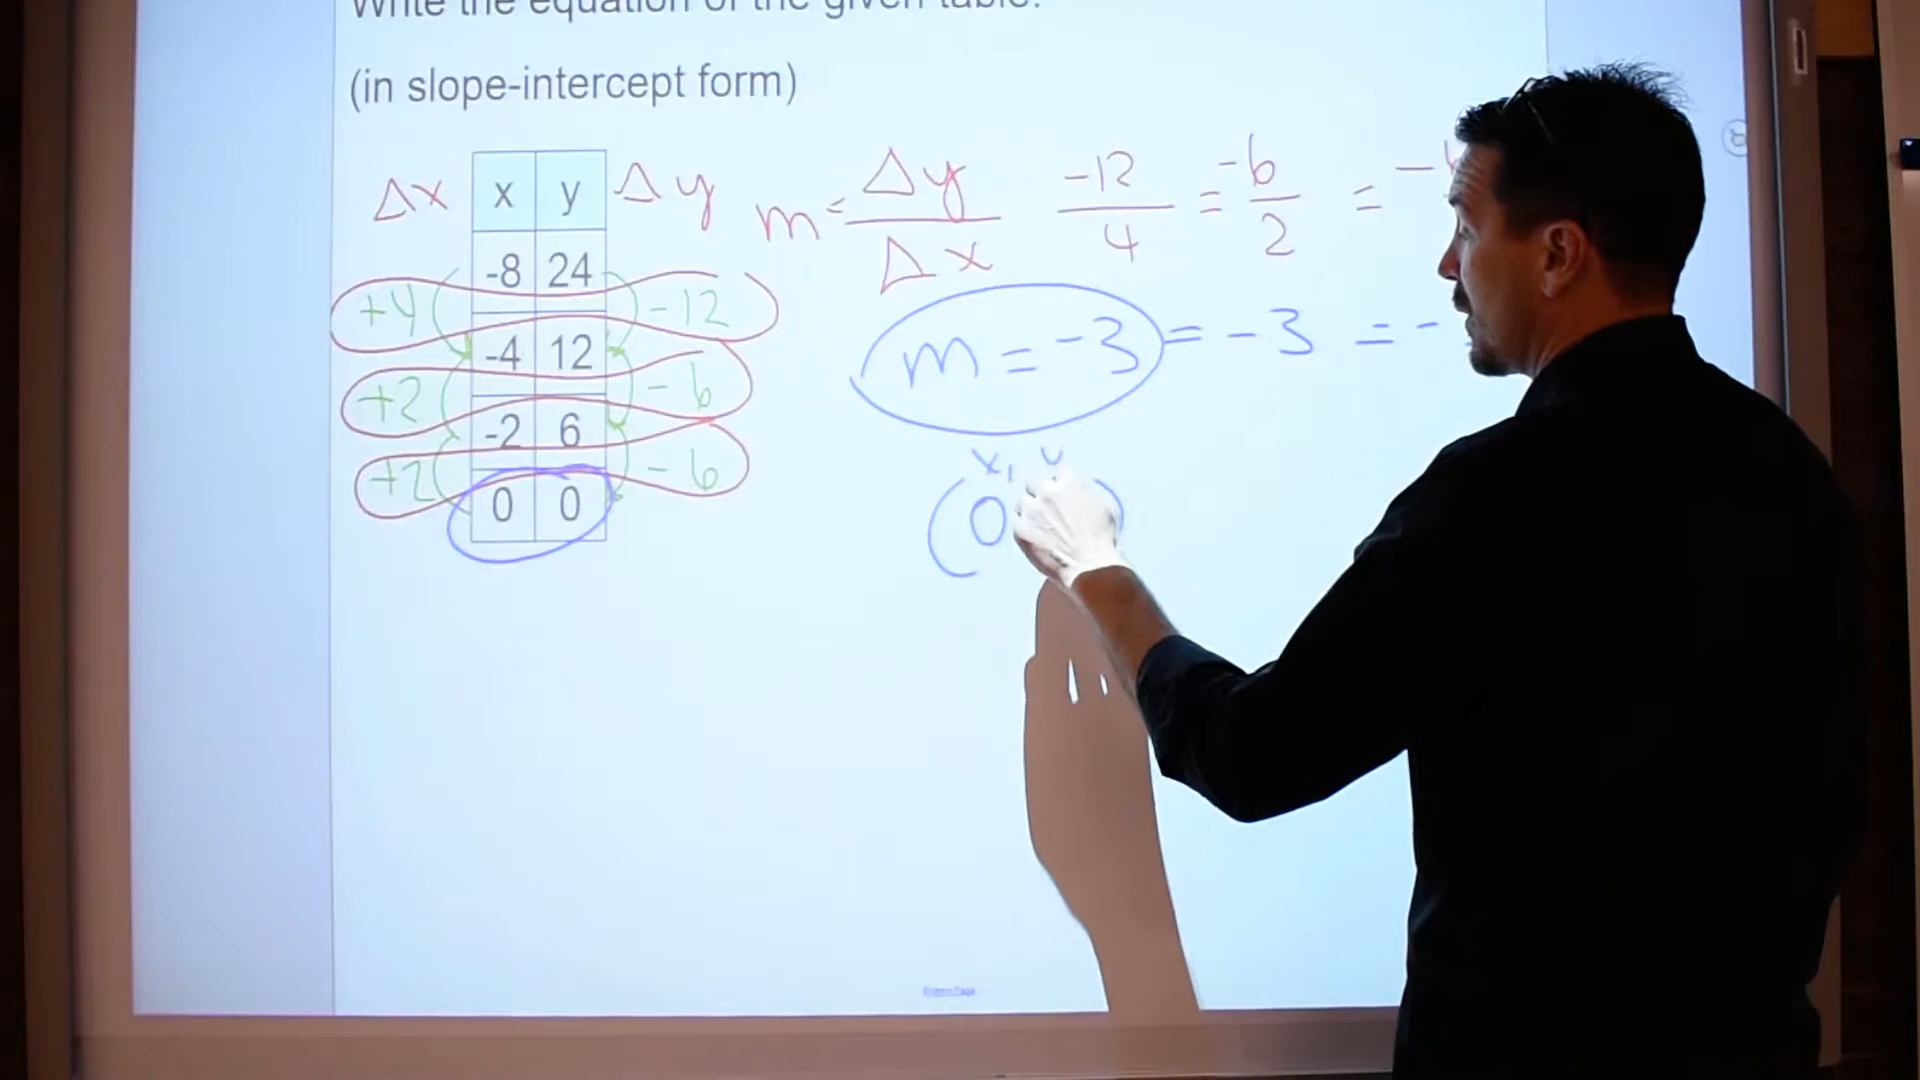 Write the equation of the given table.
(in slope-intercept form)
Δx x y Δy
m = Δy / Δx -12 / 4 = -6 / 2 = -
-8 24
+4 -12
-4 12
m = -3 = -3 = -
+2 -6
-2 6
x, y
+2 -6
0 0
(0 )